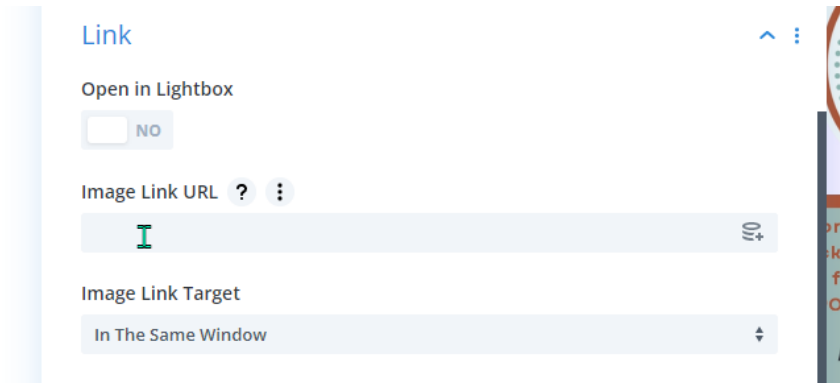 Link
Open in Lightbox
NO
Image Link URL ?
Image Link Target
In The Same Window